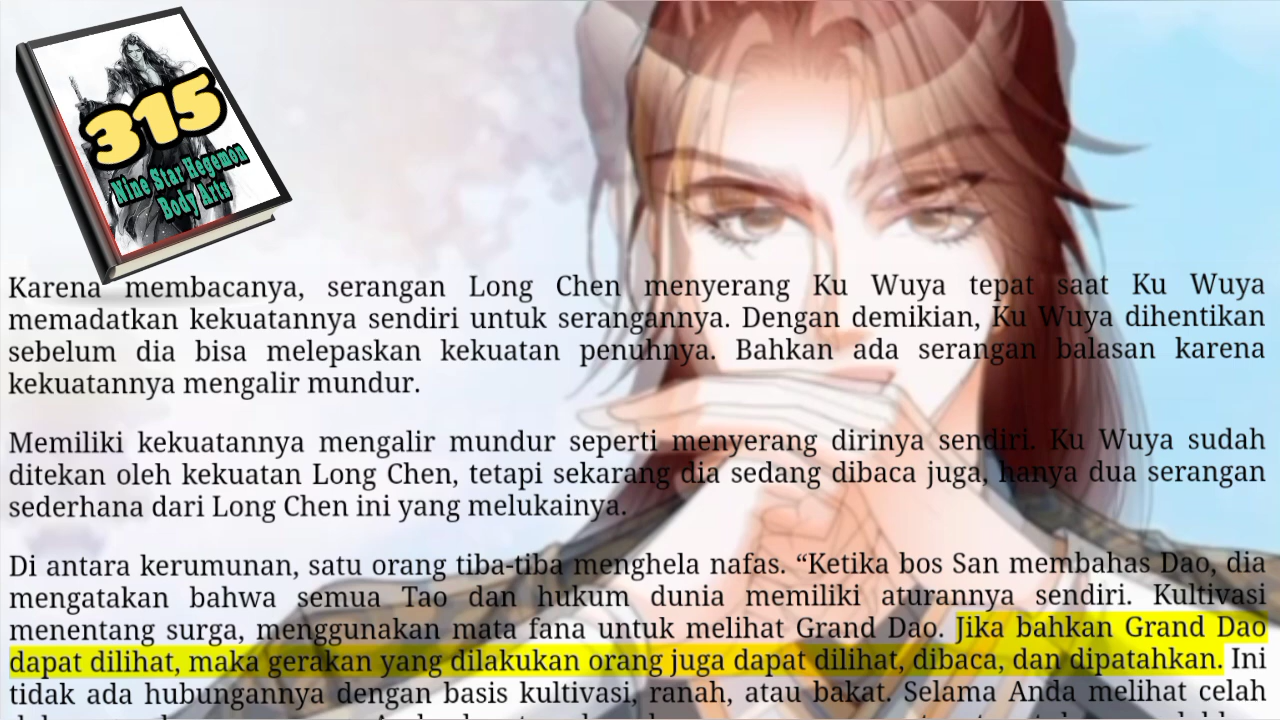 315
Nine Star Hegemon
Body Arts
Karena membacanya, serangan Long Chen menyerang Ku Wuya tepat saat Ku Wuya
memadatkan kekuatannya sendiri untuk serangannya. Dengan demikian, Ku Wuya dihentikan
sebelum dia bisa melepaskan kekuatan penuhnya. Bahkan ada serangan balasan karena
kekuatannya mengalir mundur.
Memiliki kekuatannya mengalir mundur seperti menyerang dirinya sendiri. Ku Wuya sudah
ditekan oleh kekuatan Long Chen, tetapi sekarang dia sedang dibaca juga, hanya dua serangan
sederhana dari Long Chen ini yang melukainya.
Di antara kerumunan, satu orang tiba-tiba menghela nafas. “Ketika bos San membahas Dao, dia
mengatakan bahwa semua Tao dan hukum dunia memiliki aturannya sendiri. Kultivasi
menentang surga, menggunakan mata fana untuk melihat Grand Dao. Jika bahkan Grand Dao
dapat dilihat, maka gerakan yang dilakukan orang juga dapat dilihat, dibaca, dan dipatahkan. Ini
tidak ada hubungannya dengan basis kultivasi, ranah, atau bakat. Selama Anda melihat celah